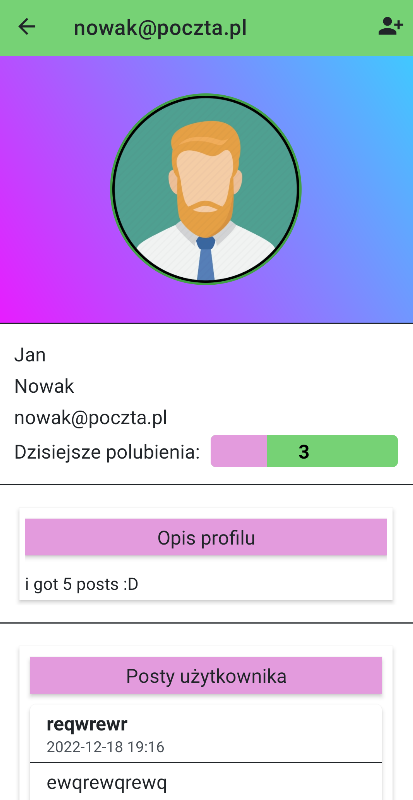 nowak@poczta.pl
Jan
Nowak
nowak@poczta.pl
Dzisiejsze polubienia: 3
Opis profilu
i got 5 posts :D
Posty użytkownika
reqwrewr
2022-12-18 19:16
ewqrewqrewq